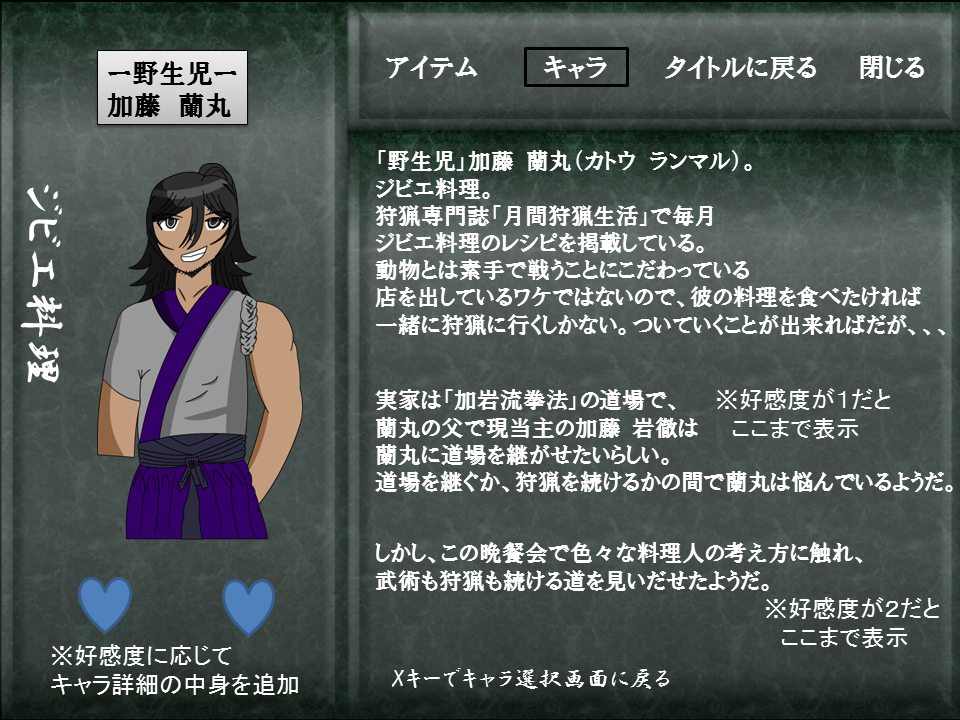 ー野生児ー
加藤 蘭丸
ジビエ料理
※好感度に応じて
キャラ詳細の中身を追加
アイテム キャラ タイトルに戻る 閉じる
「野生児」加藤 蘭丸(カトウ ランマル)。
ジビエ料理。
狩猟専門誌「月間狩猟生活」で毎月
ジビエ料理のレシピを掲載している。
動物とは素手で戦うことにこだわっている
店を出しているワケではないので、彼の料理を食べたければ
一緒に狩猟に行くしかない。ついていくことが出来ればだが、、、
実家は「加岩流拳法」の道場で、
蘭丸の父で現当主の加藤 岩徹は
蘭丸に道場を継がせたいらしい。
道場を継ぐか、狩猟を続けるかの間で蘭丸は悩んでいるようだ。
※好感度が1だと
ここまで表示
しかし、この晩餐会で色々な料理人の考え方に触れ、
武術も狩猟も続ける道を見いだせたようだ。
※好感度が2だと
ここまで表示
Xキーでキャラ選択画面に戻る